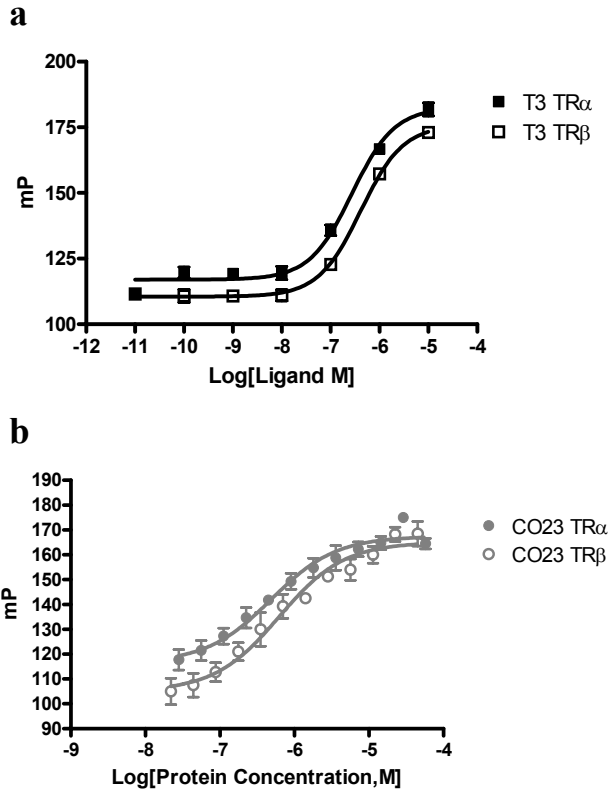 a
200
175
150
125
100
mP
-12 -11 -10 -9 -8 -7 -6 -5 -4
Log[Ligand M]
T3 TRα
T3 TRβ
b
190
180
170
160
150
140
130
120
110
100
90
mP
-9 -8 -7 -6 -5 -4
Log[Protein Concentration,M]
CO23 TRα
CO23 TRβ